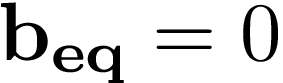 b_eq = 0